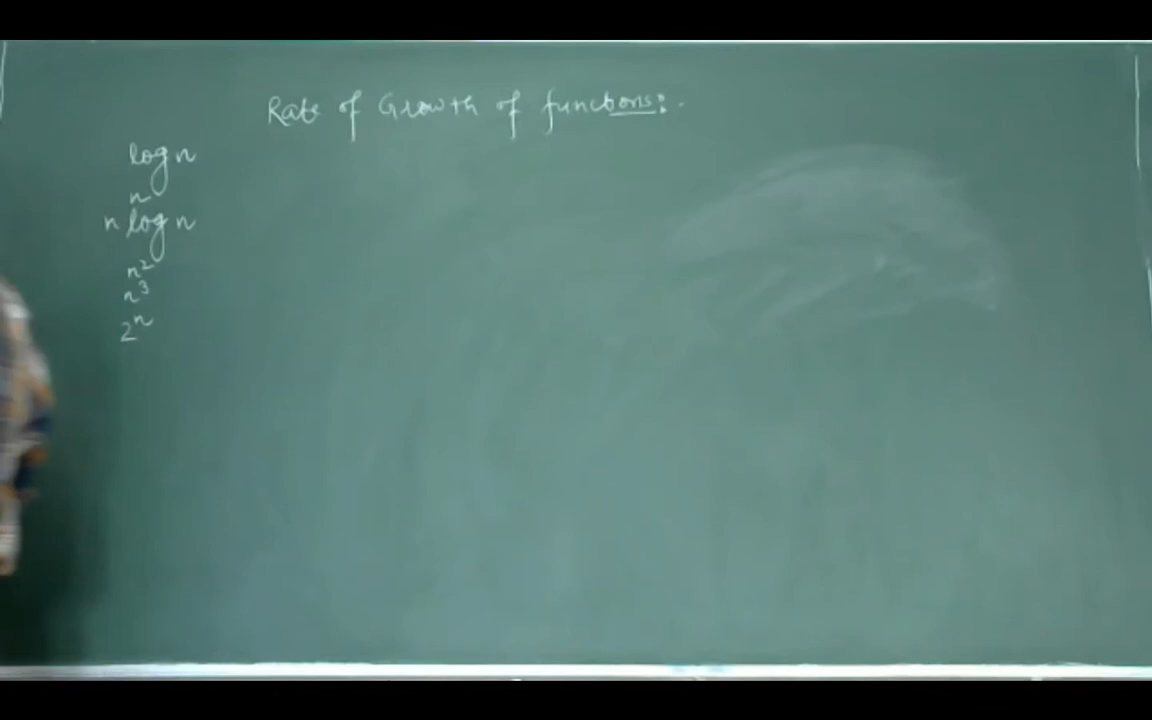 Rate of Growth of functions:-
log n
n
n log n
n²
n³
2ⁿ